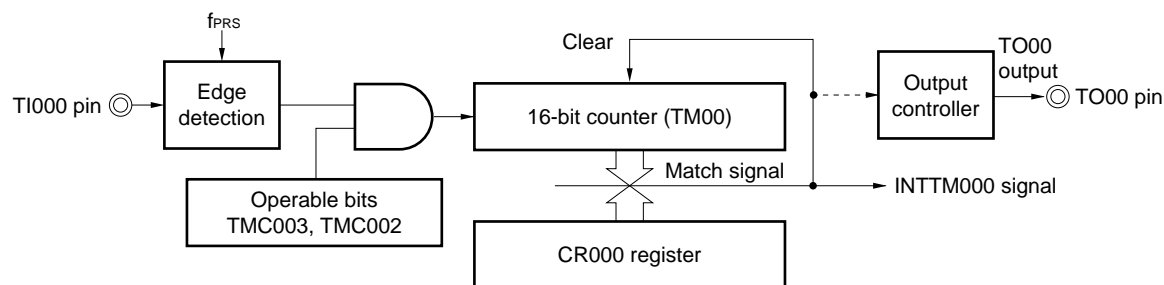 fPRS
Clear
TO00
output
TI000 pin
Edge
detection
16-bit counter (TM00)
Output
controller
TO00 pin
Match signal
INTTM000 signal
Operable bits
TMC003, TMC002
CR000 register